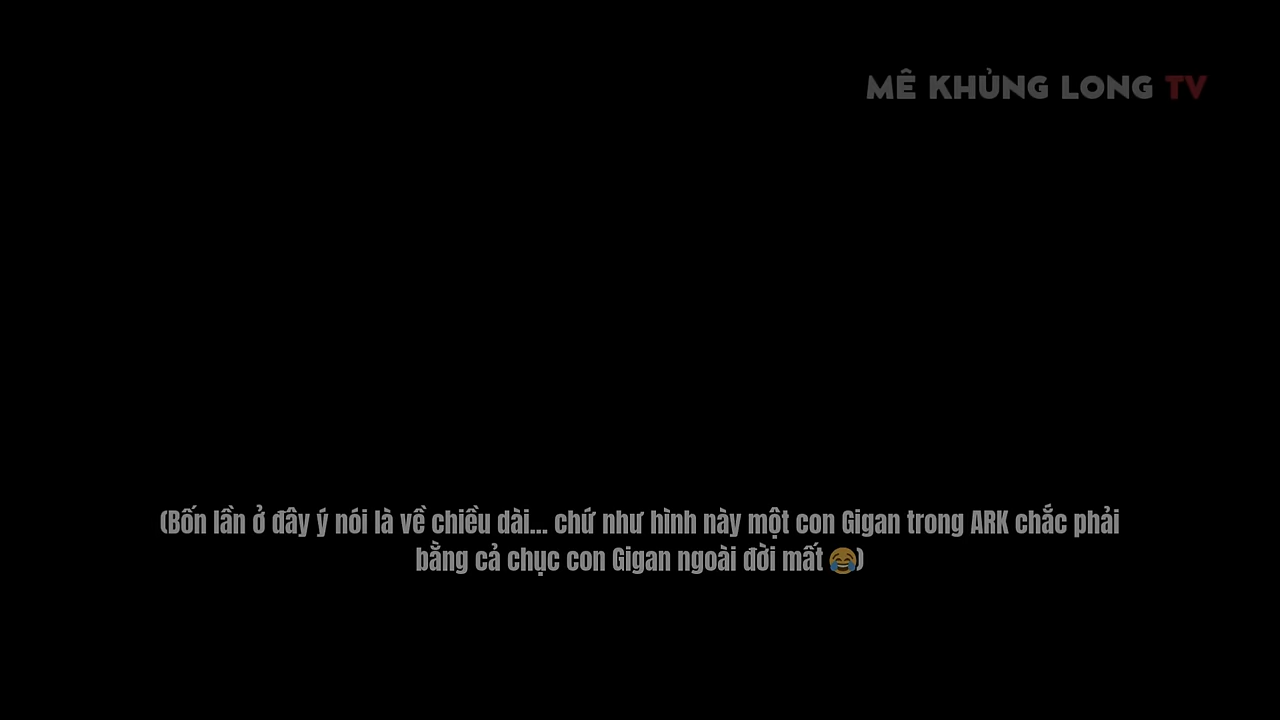 MÊ KHỦNG LONG TV
(Bốn lần ở đây ý nói là về chiều dài... chứ như hình này một con Gigan trong ARK chắc phải
bằng cả chục con Gigan ngoài đời mất 😂)